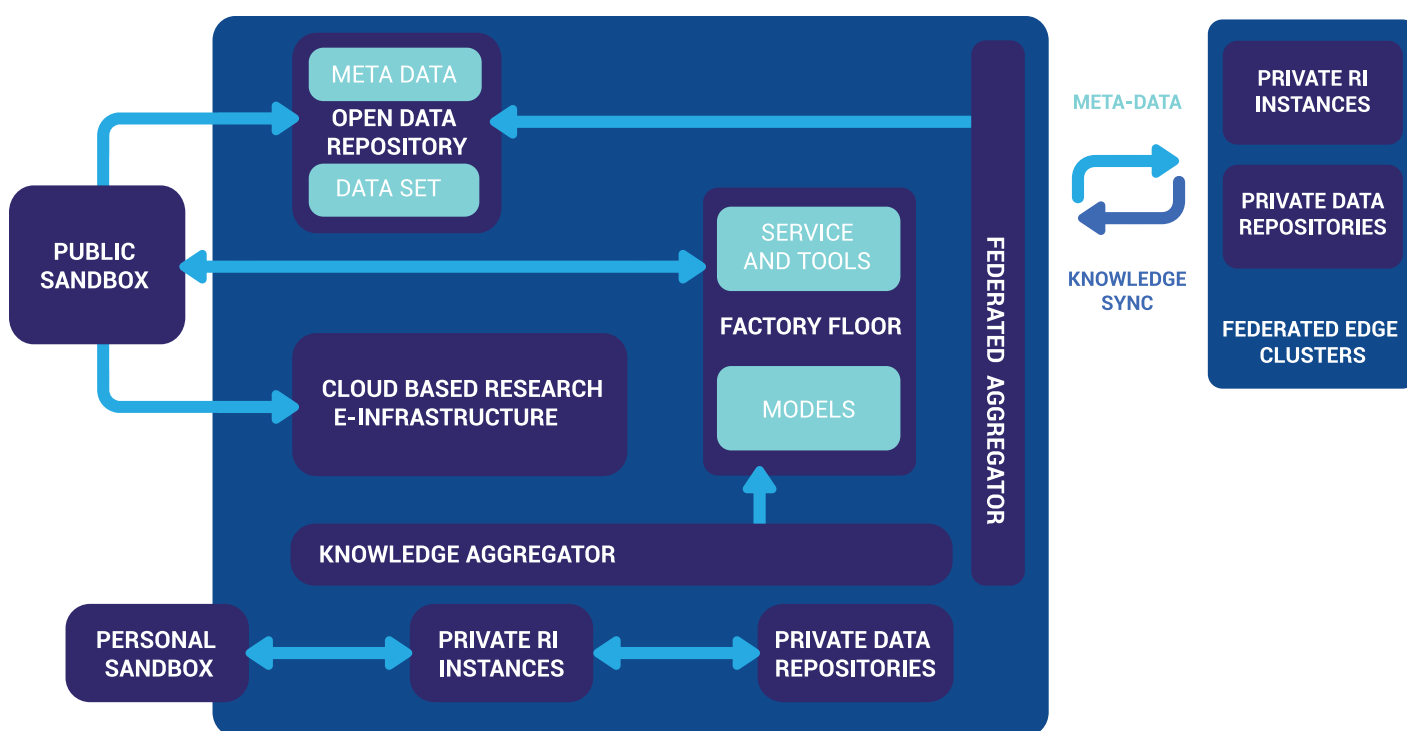 META DATA
OPEN DATA
REPOSITORY
DATA SET
PUBLIC
SANDBOX
SERVICE
AND TOOLS
FACTORY FLOOR
MODELS
CLOUD BASED RESEARCH
E-INFRASTRUCTURE
KNOWLEDGE AGGREGATOR
FEDERATED AGGREGATOR
PERSONAL
SANDBOX
PRIVATE RI
INSTANCES
PRIVATE DATA
REPOSITORIES
META-DATA
KNOWLEDGE
SYNC
PRIVATE RI
INSTANCES
PRIVATE DATA
REPOSITORIES
FEDERATED EDGE
CLUSTERS